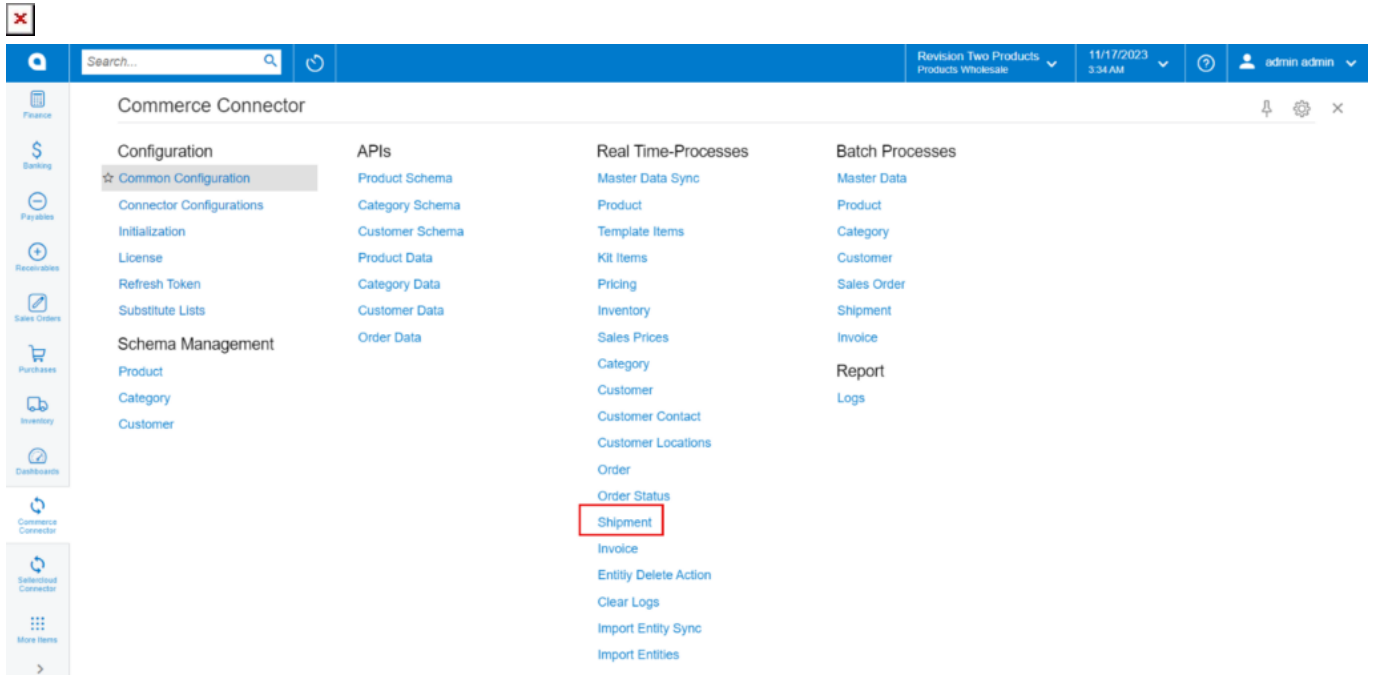 Search...
Revision Two Products
Products Wholesale
11/17/2023
3:34 AM
admin admin
Finance
Banking
Payables
Receivables
Sales Orders
Purchases
Inventory
Dashboards
Commerce
Connector
Sellercloud
Connector
More Items
Commerce Connector
Configuration
Common Configuration
Connector Configurations
Initialization
License
Refresh Token
Substitute Lists
Schema Management
Product
Category
Customer
APIs
Product Schema
Category Schema
Customer Schema
Product Data
Category Data
Customer Data
Order Data
Real Time-Processes
Master Data Sync
Product
Template Items
Kit Items
Pricing
Inventory
Sales Prices
Category
Customer
Customer Contact
Customer Locations
Order
Order Status
Shipment
Invoice
Entitiy Delete Action
Clear Logs
Import Entity Sync
Import Entities
Batch Processes
Master Data
Product
Category
Customer
Sales Order
Shipment
Invoice
Report
Logs